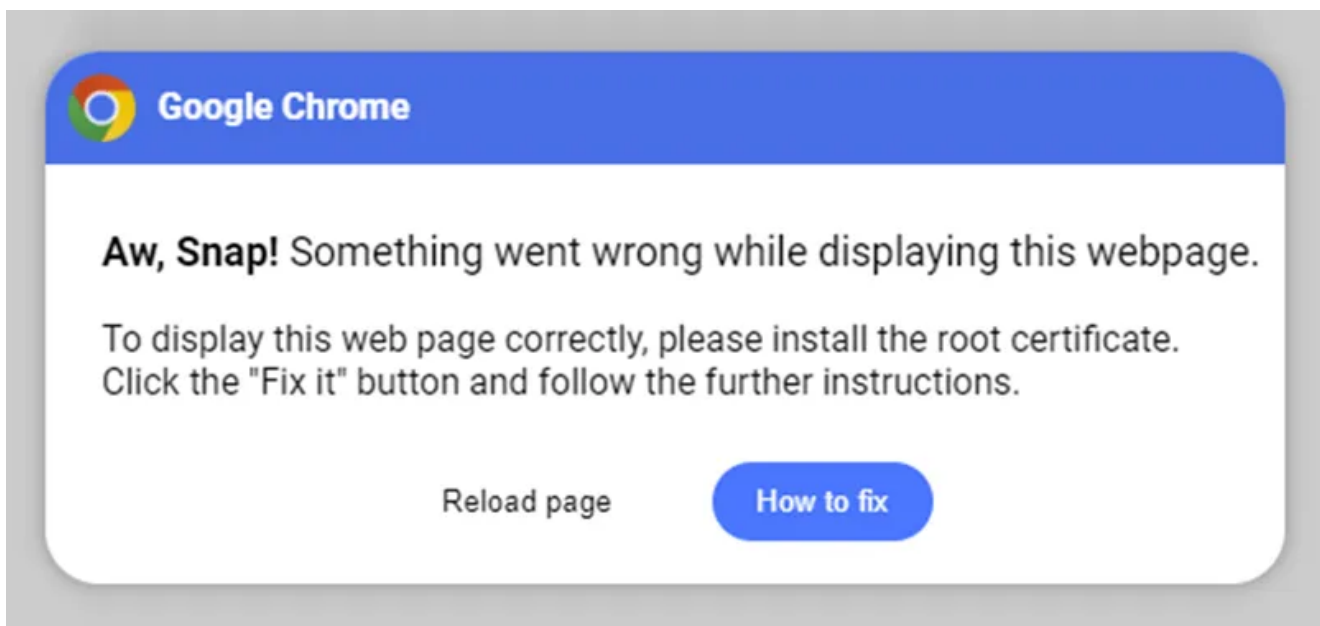 Google Chrome
Aw, Snap! Something went wrong while displaying this webpage.
To display this web page correctly, please install the root certificate.
Click the "Fix it" button and follow the further instructions.
Reload page
How to fix